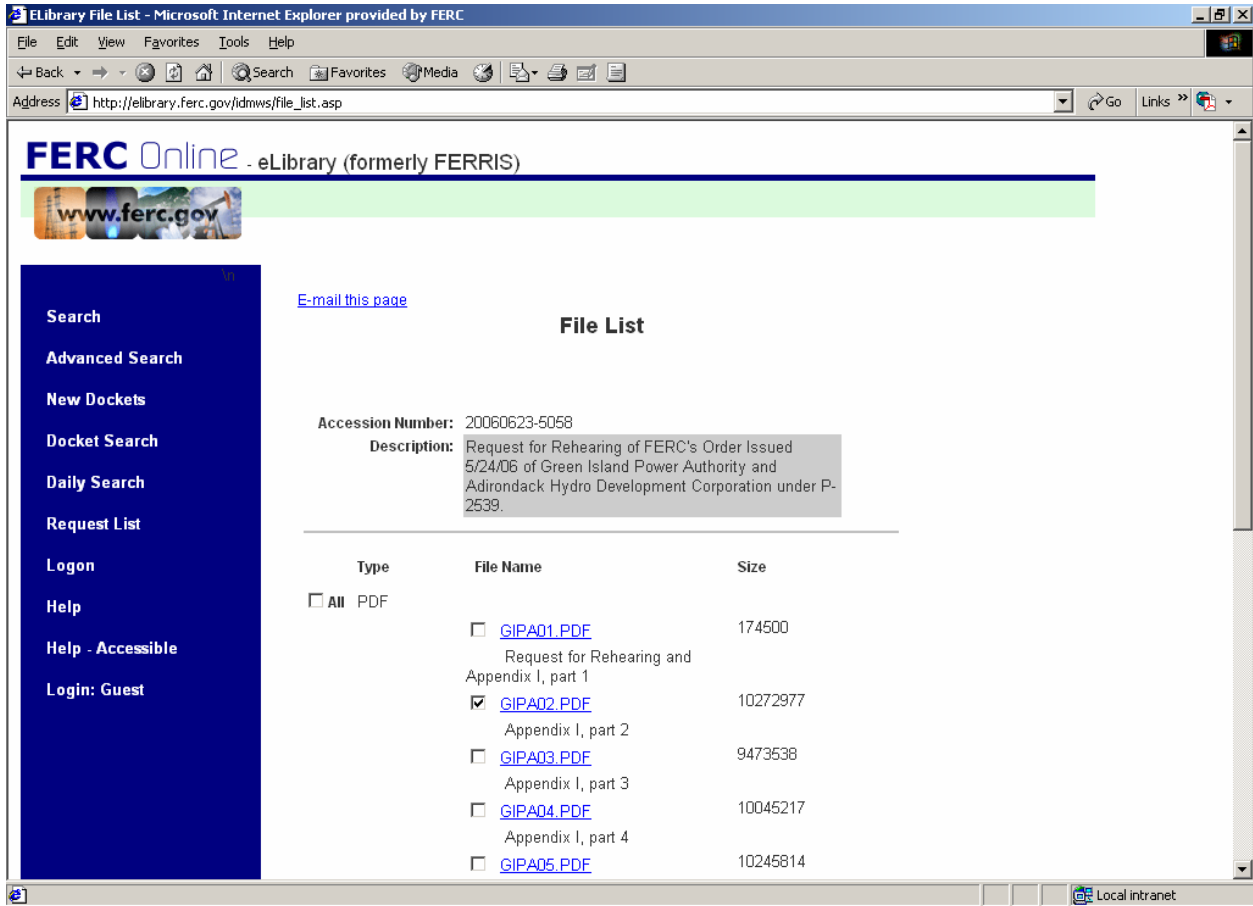 ELibrary File List - Microsoft Internet Explorer provided by FERC
File Edit View Favorites Tools Help
Back Search Favorites Media
Address http://elibrary.ferc.gov/idmws/file_list.asp Go Links »
FERC Online - eLibrary (formerly FERRIS)
www.ferc.gov
\n
Search
Advanced Search
New Dockets
Docket Search
Daily Search
Request List
Logon
Help
Help - Accessible
Login: Guest
E-mail this page
File List
Accession Number: 20060623-5058
Description: Request for Rehearing of FERC's Order Issued
5/24/06 of Green Island Power Authority and
Adirondack Hydro Development Corporation under P-
2539.
Type File Name Size
All PDF
GIPA01.PDF 174500
Request for Rehearing and
Appendix I, part 1
GIPA02.PDF 10272977
Appendix I, part 2
GIPA03.PDF 9473538
Appendix I, part 3
GIPA04.PDF 10045217
Appendix I, part 4
GIPA05.PDF 10245814
Local intranet